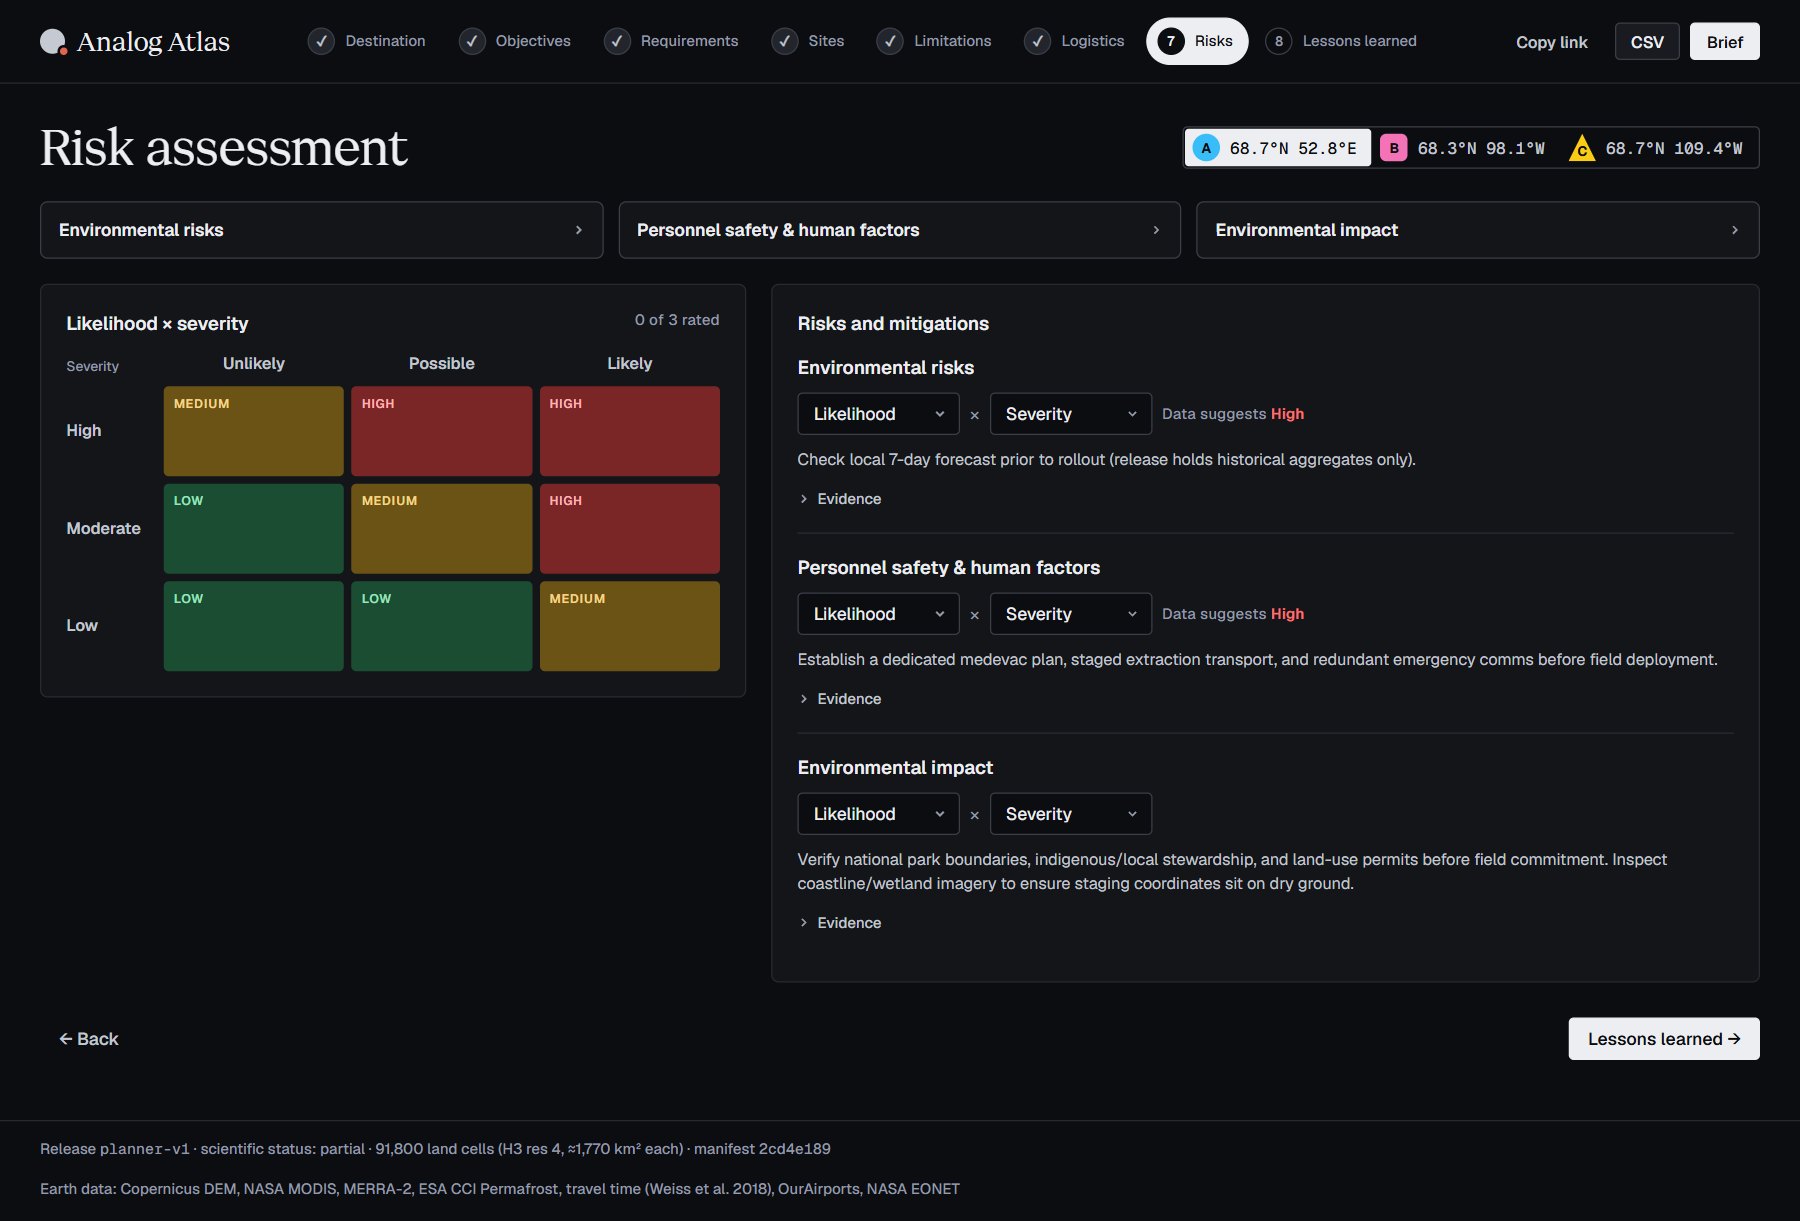 Analog Atlas
✓ Destination
✓ Objectives
✓ Requirements
✓ Sites
✓ Limitations
✓ Logistics
7 Risks
8 Lessons learned
Copy link
CSV
Brief
Risk assessment
A 68.7°N 52.8°E
B 68.3°N 98.1°W
C 68.7°N 109.4°W
Environmental risks ›
Personnel safety & human factors ›
Environmental impact ›
Likelihood × severity
0 of 3 rated
Severity Unlikely Possible Likely
High MEDIUM HIGH HIGH
Moderate LOW MEDIUM HIGH
Low LOW LOW MEDIUM
Risks and mitigations
Environmental risks
Likelihood × Severity Data suggests High
Check local 7-day forecast prior to rollout (release holds historical aggregates only).
› Evidence
Personnel safety & human factors
Likelihood × Severity Data suggests High
Establish a dedicated medevac plan, staged extraction transport, and redundant emergency comms before field deployment.
› Evidence
Environmental impact
Likelihood × Severity
Verify national park boundaries, indigenous/local stewardship, and land-use permits before field commitment. Inspect
coastline/wetland imagery to ensure staging coordinates sit on dry ground.
› Evidence
← Back
Lessons learned →
Release planner-v1 · scientific status: partial · 91,800 land cells (H3 res 4, ≈1,770 km² each) · manifest 2cd4e189
Earth data: Copernicus DEM, NASA MODIS, MERRA-2, ESA CCI Permafrost, travel time (Weiss et al. 2018), OurAirports, NASA EONET